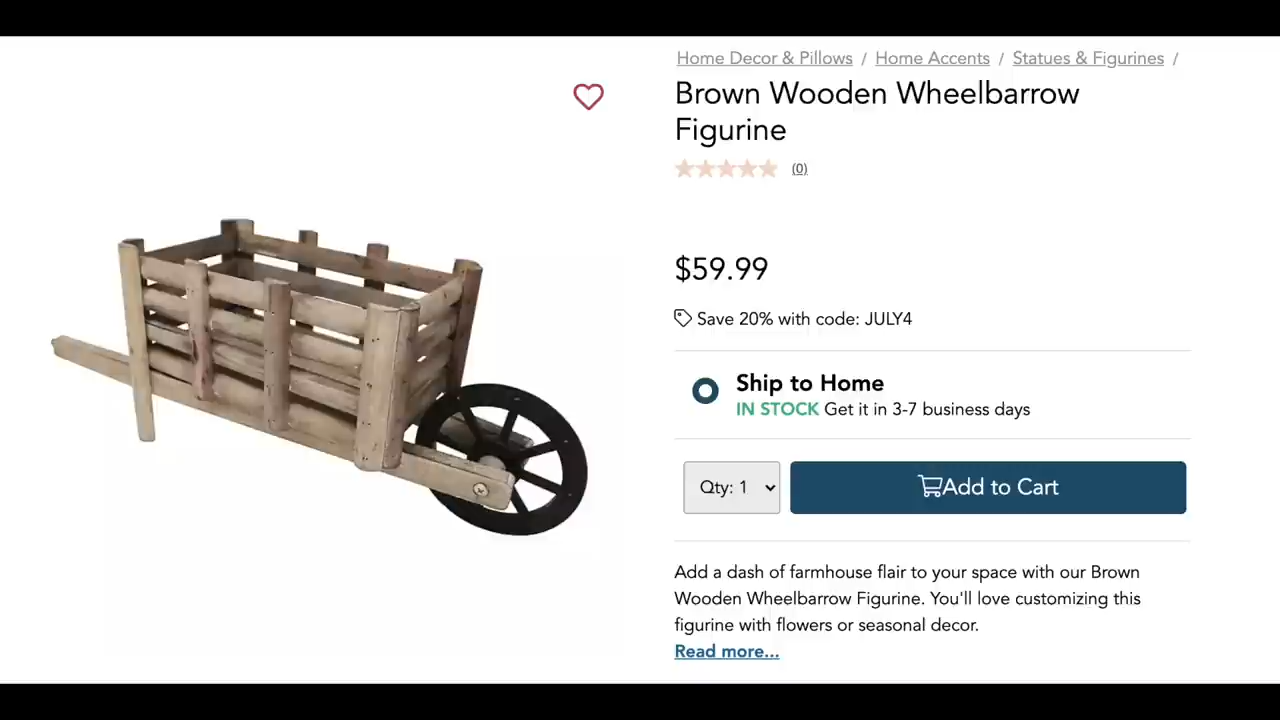 Home Decor & Pillows / Home Accents / Statues & Figurines /
Brown Wooden Wheelbarrow
Figurine
(0)
$59.99
Save 20% with code: JULY4
Ship to Home
IN STOCK Get it in 3-7 business days
Qty: 1
Add to Cart
Add a dash of farmhouse flair to your space with our Brown
Wooden Wheelbarrow Figurine. You'll love customizing this
figurine with flowers or seasonal decor.
Read more...